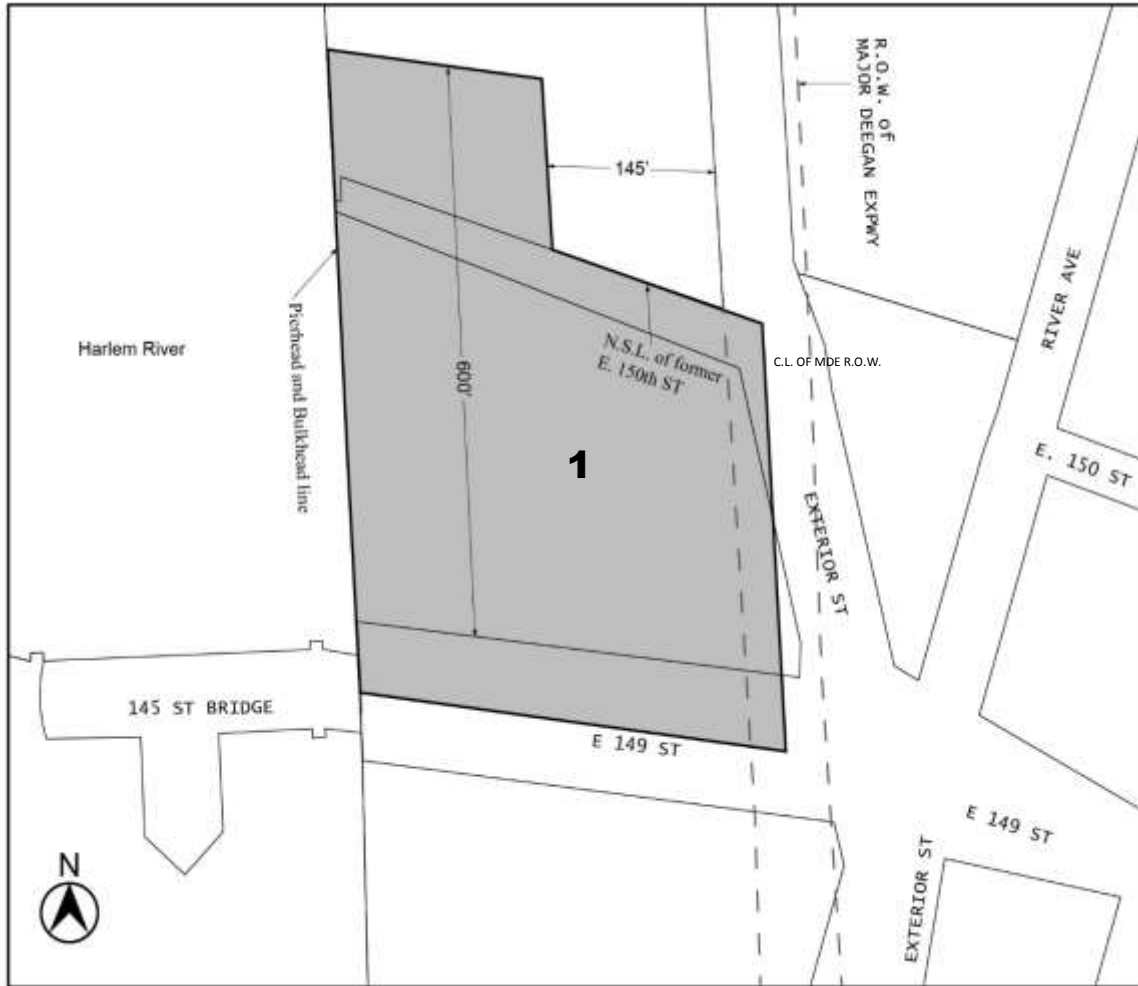 R.O.W. of
MAJOR DEEGAN EXPWY
145'
RIVER AVE
Harlem River
Pierhead and Bulkhead line
600'
N.S.L. of former
E. 150th ST
C.L. OF MDE R.O.W.
1
E. 150 ST
EXTERIOR ST
145 ST BRIDGE
E 149 ST
E 149 ST
EXTERIOR ST
N